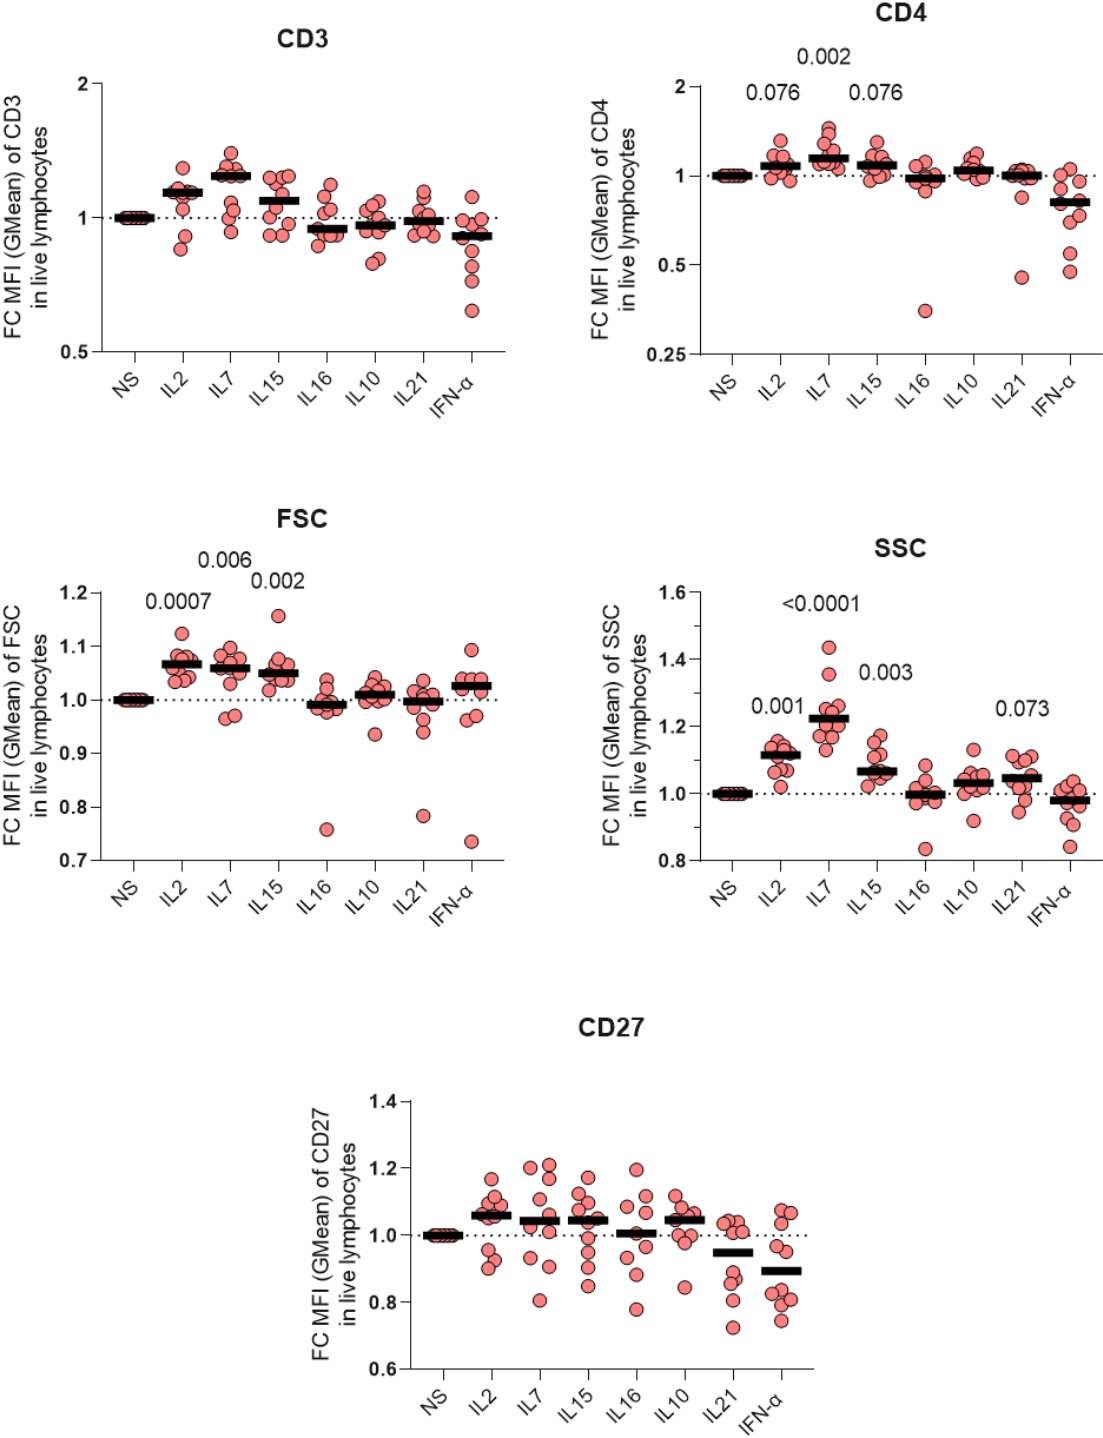 CD3
FC MFI (GMean) of CD3
in live lymphocytes
2
1
0.5
NS
IL2
IL7
IL15
IL16
IL10
IL21
IFN-α
CD4
0.002
0.076
0.076
FC MFI (GMean) of CD4
in live lymphocytes
2
1
0.5
0.25
NS
IL2
IL7
IL15
IL16
IL10
IL21
IFN-α
FSC
0.006
0.002
0.0007
FC MFI (GMean) of FSC
in live lymphocytes
1.2
1.1
1.0
0.9
0.8
0.7
NS
IL2
IL7
IL15
IL16
IL10
IL21
IFN-α
SSC
<0.0001
0.003
0.001
0.073
FC MFI (GMean) of SSC
in live lymphocytes
1.6
1.4
1.2
1.0
0.8
NS
IL2
IL7
IL15
IL16
IL10
IL21
IFN-α
CD27
FC MFI (GMean) of CD27
in live lymphocytes
1.4
1.2
1.0
0.8
0.6
NS
IL2
IL7
IL15
IL16
IL10
IL21
IFN-α